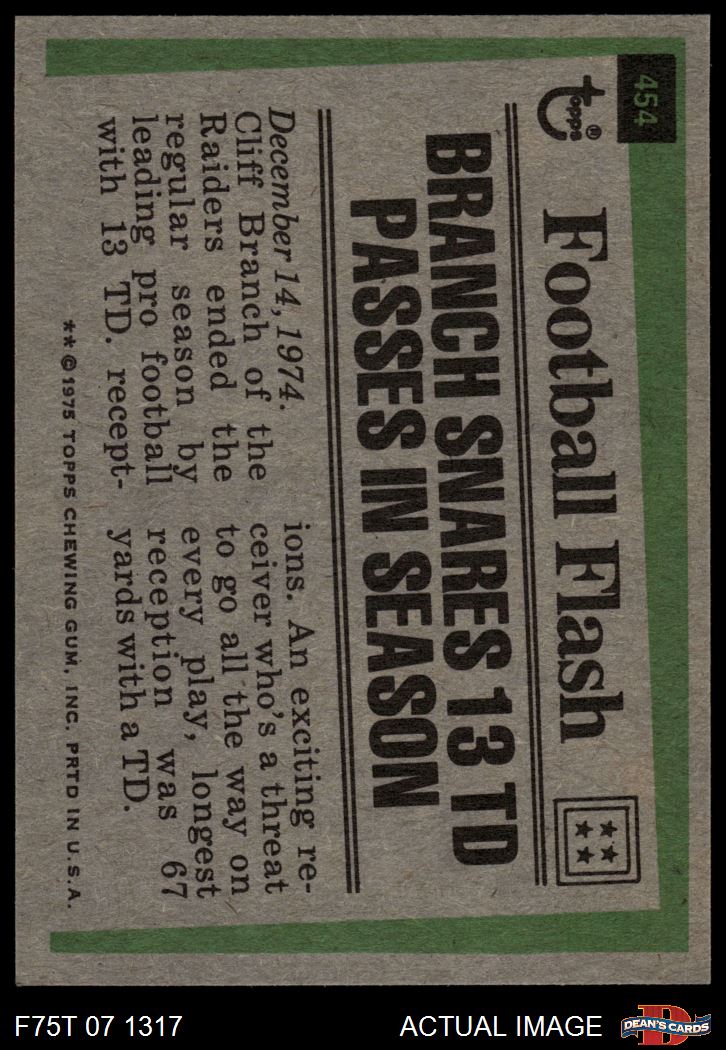 454
topps®
Football Flash
BRANCH SNARES 13 TD
PASSES IN SEASON
December 14, 1974.
Cliff Branch of the
Raiders ended the
regular season by
leading pro football
with 13 TD. recept-
ions. An exciting re-
ceiver who's a threat
to go all the way on
every play, longest
reception was 67
yards with a TD.
** © 1975 TOPPS CHEWING GUM, INC. PRTD IN U.S.A.
F75T 07 1317
ACTUAL IMAGE
D
DEAN'S CARDS